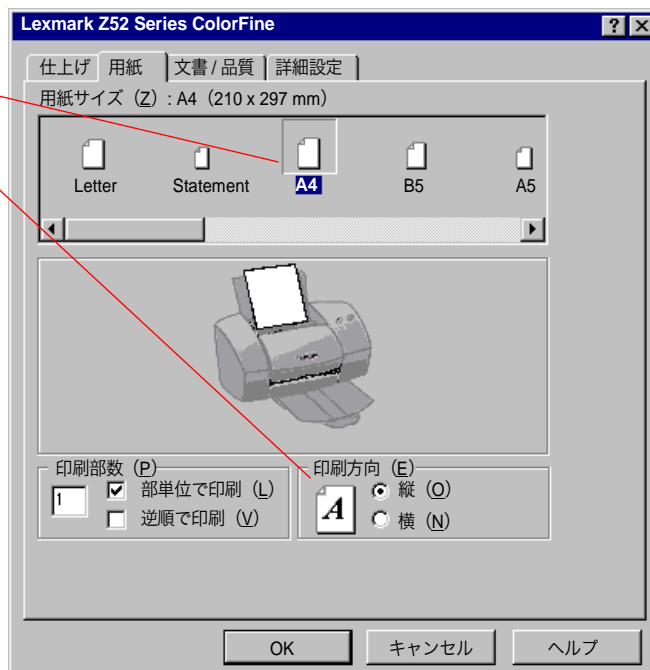 Lexmark Z52 Series ColorFine
仕上げ 用紙 文書 / 品質 詳細設定
用紙サイズ（Z）: A4（210 x 297 mm）
Letter Statement A4 B5 A5
印刷部数（P） 印刷方向（E）
1 部単位で印刷（L） A 縦（O）
逆順で印刷（V） 横（N）
OK キャンセル ヘルプ